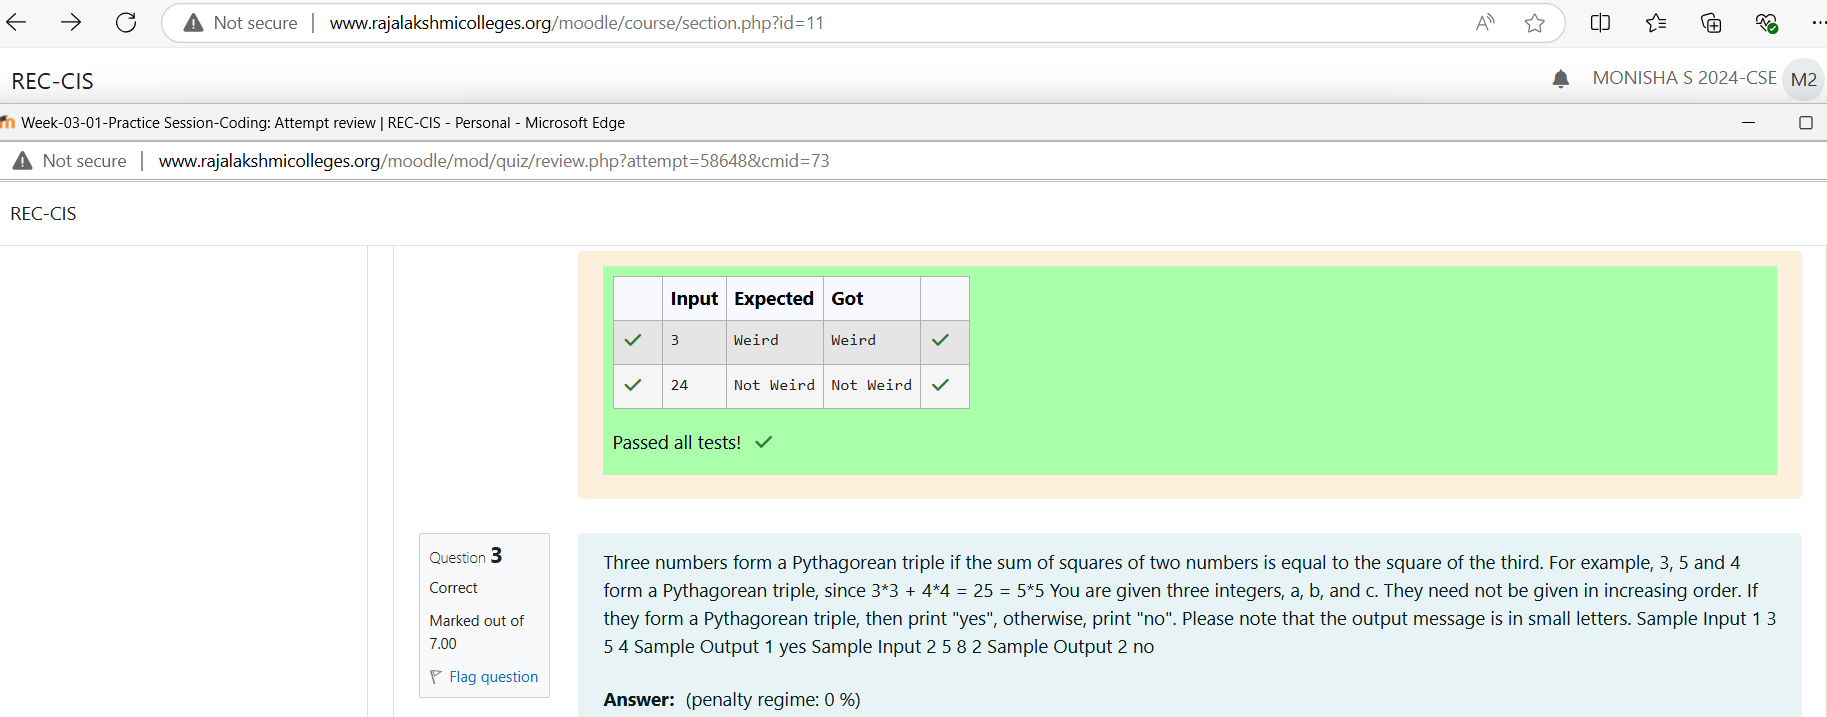 Not secure | www.rajalakshmicolleges.org/moodle/course/section.php?id=11
REC-CIS
MONISHA S 2024-CSE M2
Week-03-01-Practice Session-Coding: Attempt review | REC-CIS - Personal - Microsoft Edge
Not secure | www.rajalakshmicolleges.org/moodle/mod/quiz/review.php?attempt=58648&cmid=73
REC-CIS
Input Expected Got
3 Weird Weird
24 Not Weird Not Weird
Passed all tests!
Question 3
Correct
Marked out of
7.00
Flag question
Three numbers form a Pythagorean triple if the sum of squares of two numbers is equal to the square of the third. For example, 3, 5 and 4
form a Pythagorean triple, since 3*3 + 4*4 = 25 = 5*5 You are given three integers, a, b, and c. They need not be given in increasing order. If
they form a Pythagorean triple, then print "yes", otherwise, print "no". Please note that the output message is in small letters. Sample Input 1 3
5 4 Sample Output 1 yes Sample Input 2 5 8 2 Sample Output 2 no
Answer: (penalty regime: 0 %)